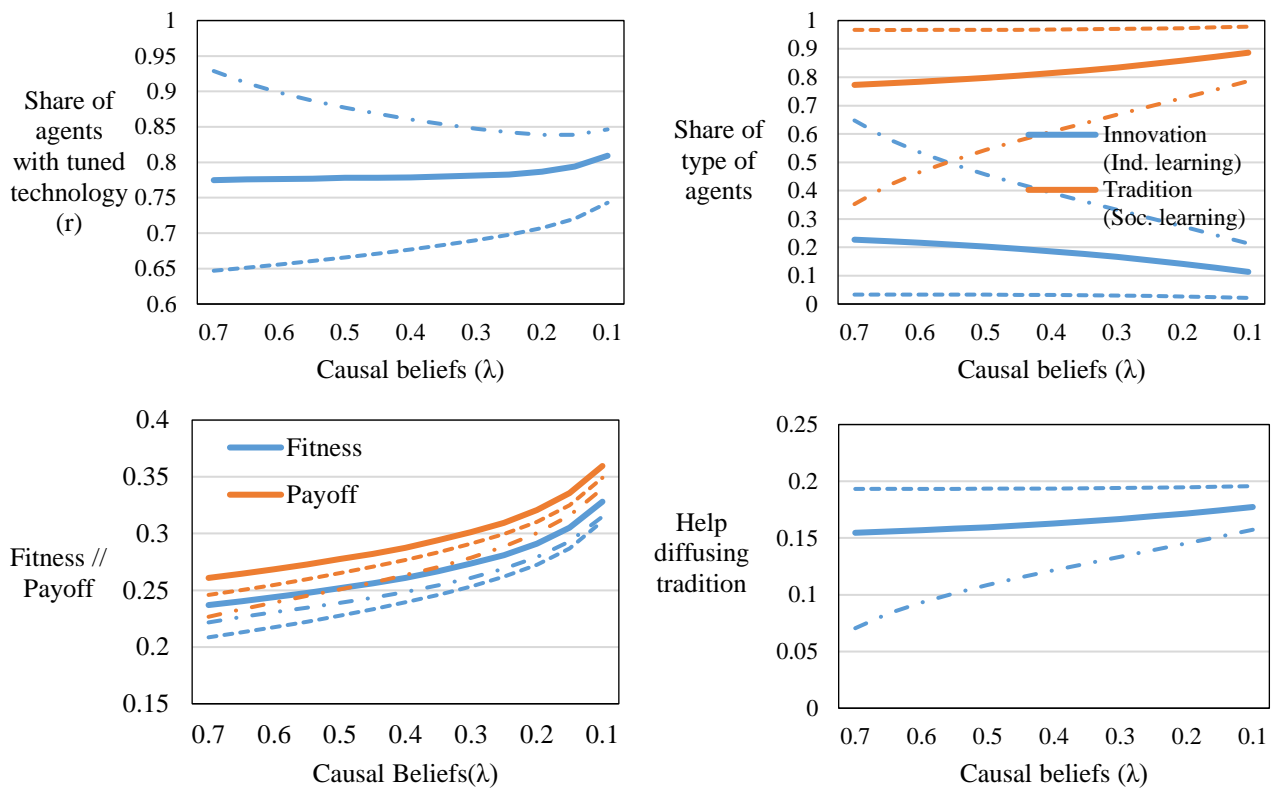 Share of
agents
with tuned
technology
(r)
1
0.95
0.9
0.85
0.8
0.75
0.7
0.65
0.6
0.7 0.6 0.5 0.4 0.3 0.2 0.1
Causal beliefs (λ)
Share of
type of
agents
1
0.9
0.8
0.7
0.6
0.5
0.4
0.3
0.2
0.1
0
Innovation
(Ind. learning)
Tradition
(Soc. learning)
0.7 0.6 0.5 0.4 0.3 0.2 0.1
Causal beliefs (λ)
Fitness //
Payoff
0.4
0.35
0.3
0.25
0.2
0.15
Fitness
Payoff
0.7 0.6 0.5 0.4 0.3 0.2 0.1
Causal Beliefs(λ)
Help
diffusing
tradition
0.25
0.2
0.15
0.1
0.05
0
0.7 0.6 0.5 0.4 0.3 0.2 0.1
Causal beliefs (λ)